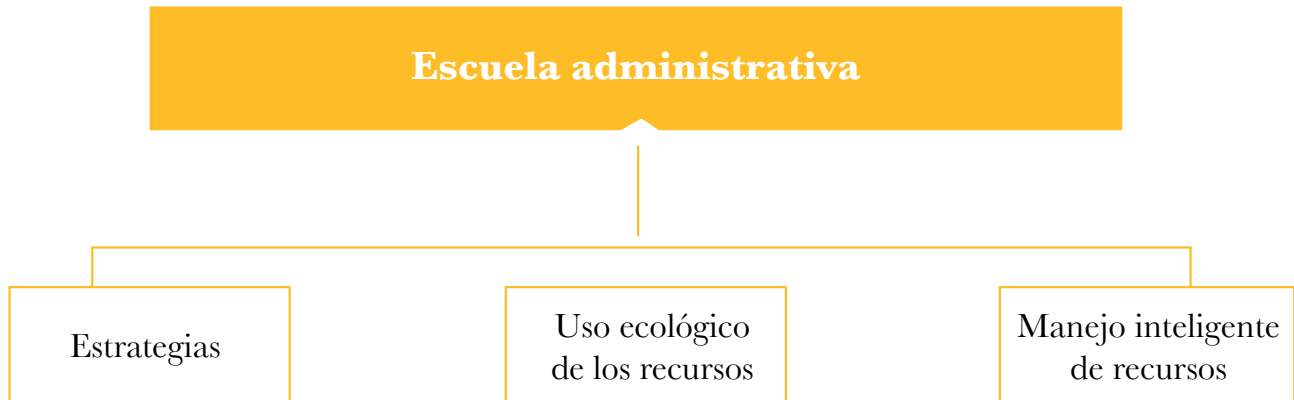 Escuela administrativa
Estrategias
Uso ecológico
de los recursos
Manejo inteligente
de recursos